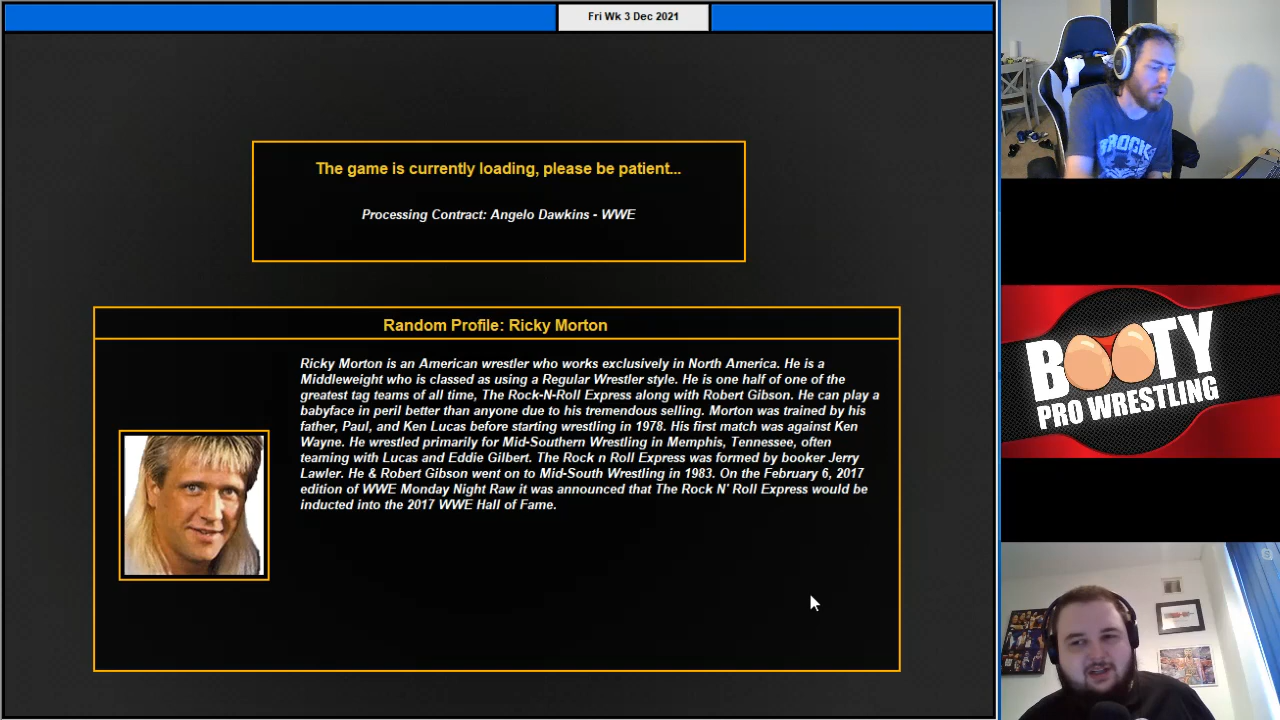 Fri Wk 3 Dec 2021
The game is currently loading, please be patient...
Processing Contract: Angelo Dawkins - WWE
Random Profile: Ricky Morton
Ricky Morton is an American wrestler who works exclusively in North America. He is a
Middleweight who is classed as using a Regular Wrestler style. He is one half of one of the
greatest tag teams of all time, The Rock-N-Roll Express along with Robert Gibson. He can play a
babyface in peril better than anyone due to his tremendous selling. Morton was trained by his
father, Paul, and Ken Lucas before starting wrestling in 1978. His first match was against Ken
Wayne. He wrestled primarily for Mid-Southern Wrestling in Memphis, Tennessee, often
teaming with Lucas and Eddie Gilbert. The Rock n Roll Express was formed by booker Jerry
Lawler. He & Robert Gibson went on to Mid-South Wrestling in 1983. On the February 6, 2017
edition of WWE Monday Night Raw it was announced that The Rock N' Roll Express would be
inducted into the 2017 WWE Hall of Fame.
BROCK
BOOTY
PRO WRESTLING